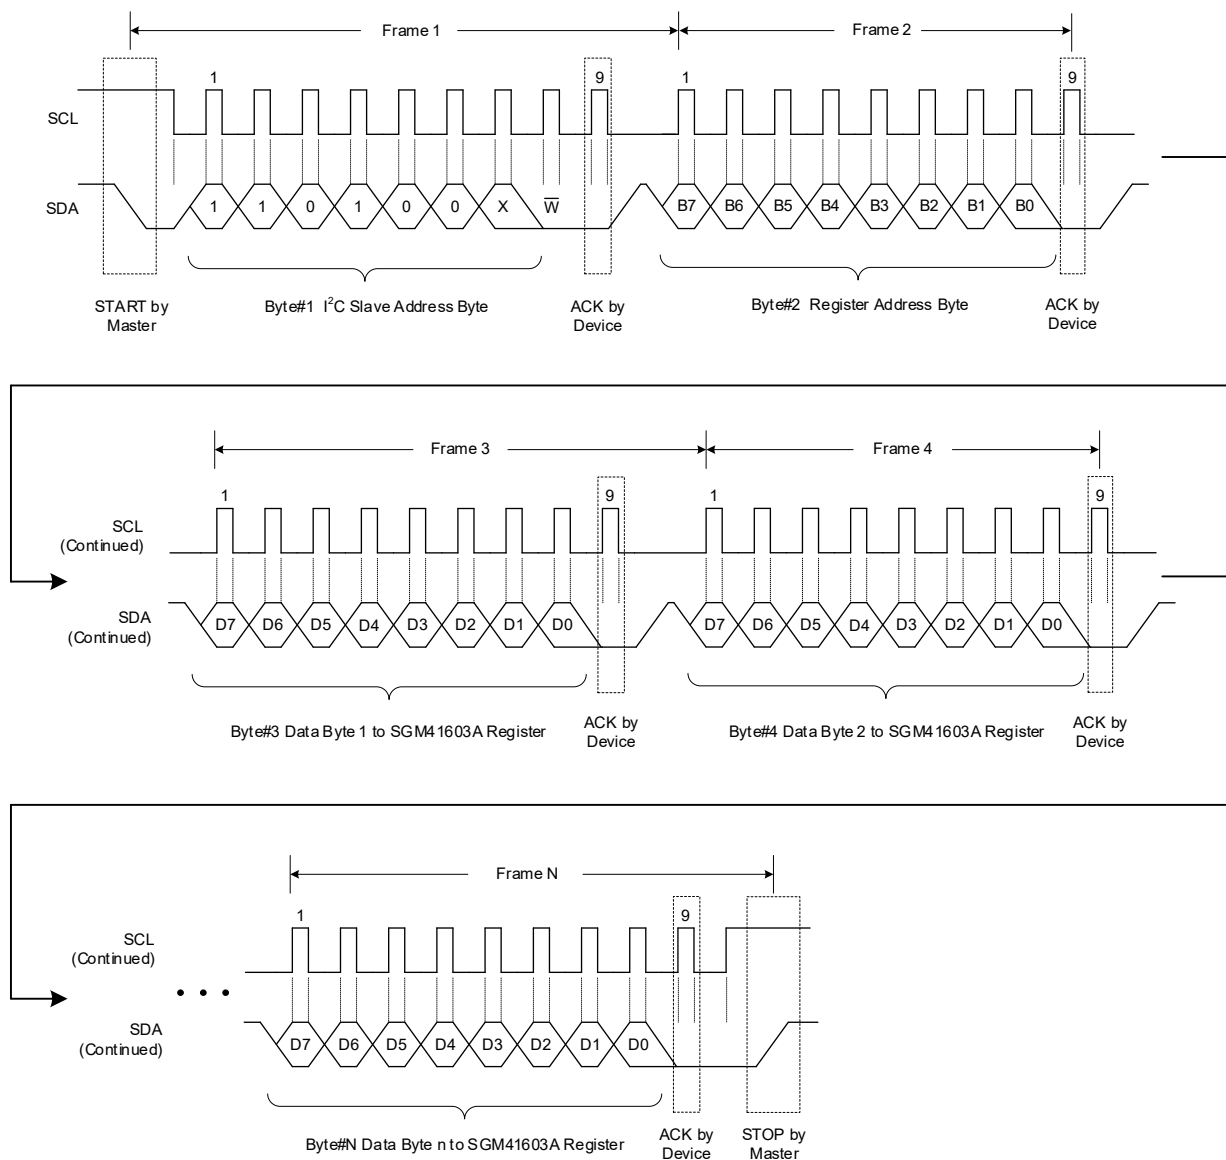 Frame 1
Frame 2
1
9
1
9
SCL
SDA
1 1 0 1 0 0 X W̅
B7 B6 B5 B4 B3 B2 B1 B0
START by
Master
Byte#1 I²C Slave Address Byte
ACK by
Device
Byte#2 Register Address Byte
ACK by
Device
Frame 3
Frame 4
1
9
1
9
SCL
(Continued)
SDA
(Continued)
D7 D6 D5 D4 D3 D2 D1 D0
D7 D6 D5 D4 D3 D2 D1 D0
Byte#3 Data Byte 1 to SGM41603A Register
ACK by
Device
Byte#4 Data Byte 2 to SGM41603A Register
ACK by
Device
Frame N
1
9
SCL
(Continued)
• • •
SDA
(Continued)
D7 D6 D5 D4 D3 D2 D1 D0
Byte#N Data Byte n to SGM41603A Register
ACK by
Device
STOP by
Master